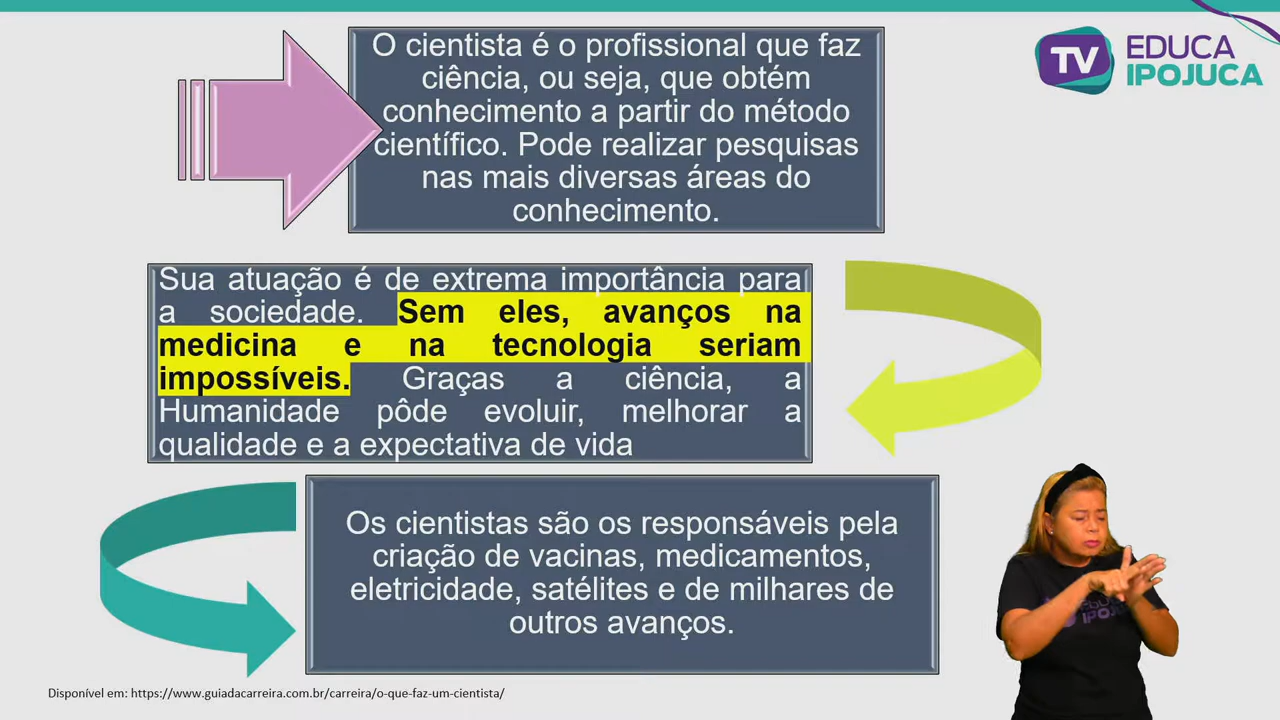 O cientista é o profissional que faz
ciência, ou seja, que obtém
conhecimento a partir do método
científico. Pode realizar pesquisas
nas mais diversas áreas do
conhecimento.
TV EDUCA
IPOJUCA
Sua atuação é de extrema importância para
a sociedade. Sem eles, avanços na
medicina e na tecnologia seriam
impossíveis. Graças a ciência, a
Humanidade pôde evoluir, melhorar a
qualidade e a expectativa de vida
Os cientistas são os responsáveis pela
criação de vacinas, medicamentos,
eletricidade, satélites e de milhares de
outros avanços.
EDUCA
IPOJUCA
Disponível em: https://www.guiadacarreira.com.br/carreira/o-que-faz-um-cientista/